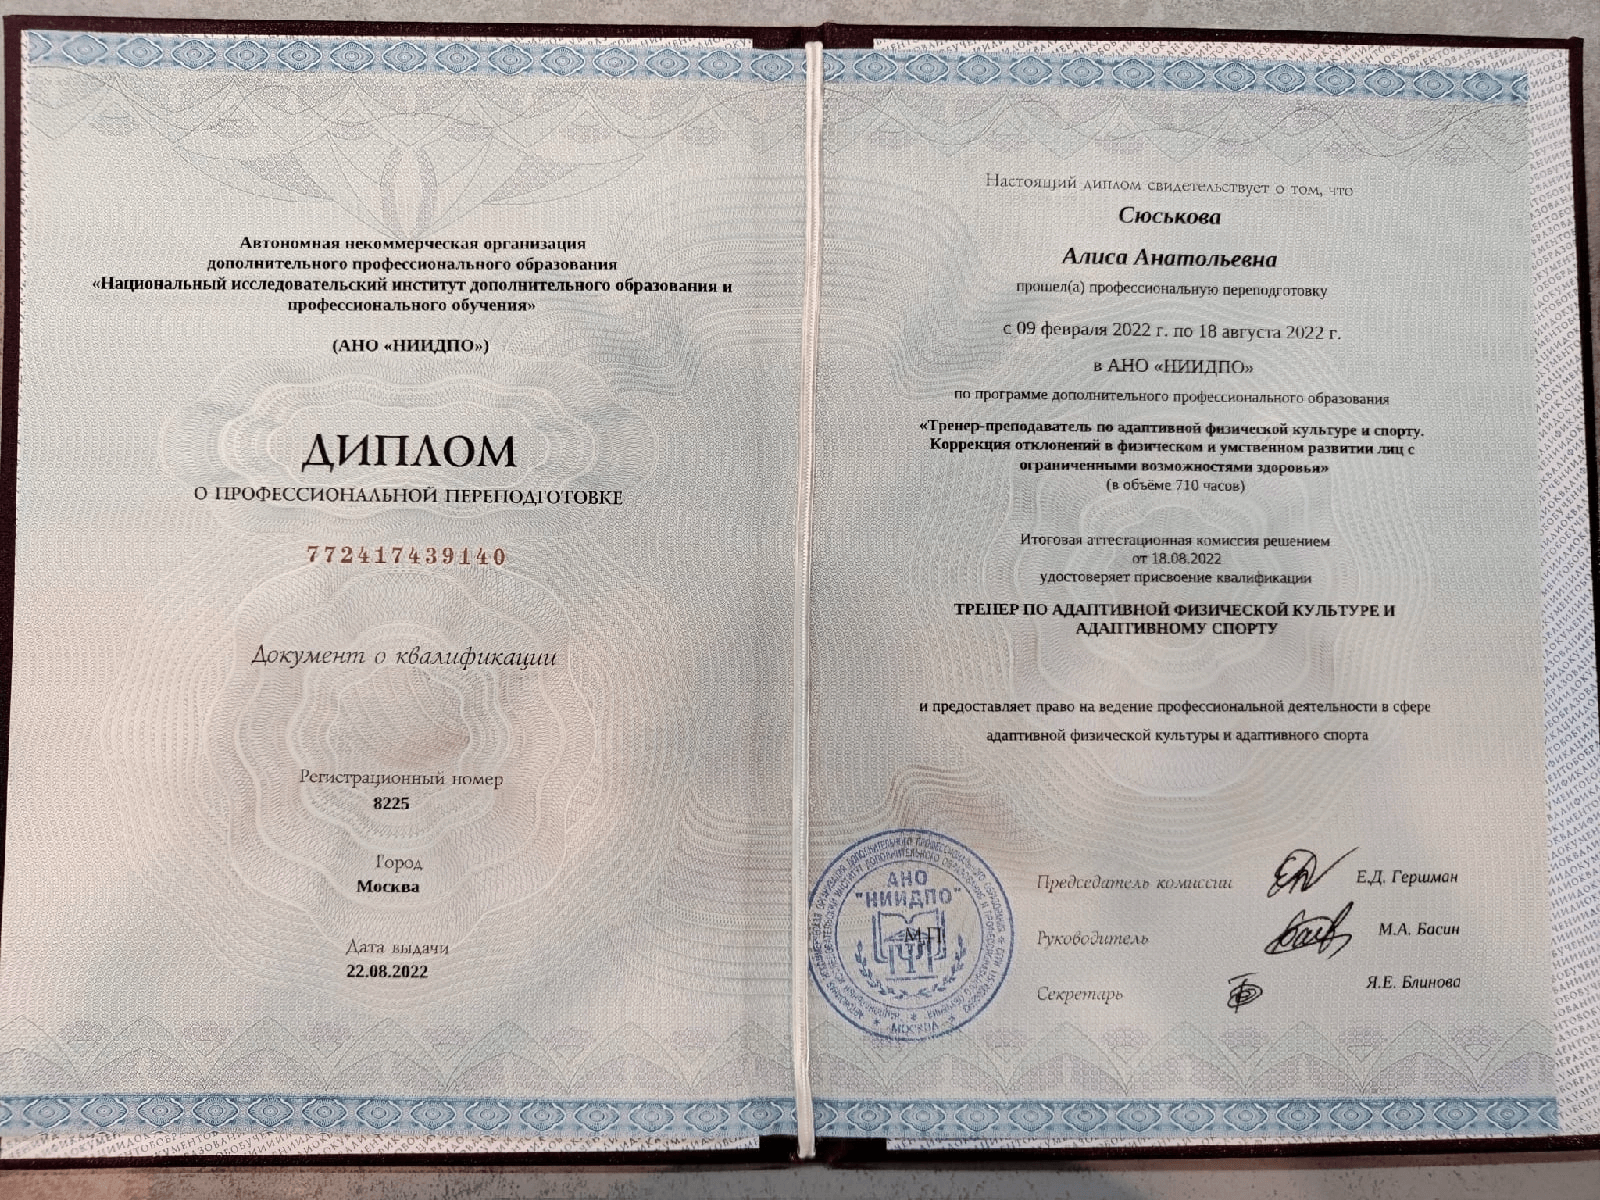 Автономная некоммерческая организация
дополнительного профессионального образования
«Национальный исследовательский институт дополнительного образования и
профессионального обучения»
(АНО «НИИДПО»)
ДИПЛОМ
О ПРОФЕССИОНАЛЬНОЙ ПЕРЕПОДГОТОВКЕ
772417439140
Документ о квалификации
Регистрационный номер
8225
Город
Москва
Дата выдачи
22.08.2022
Настоящий диплом свидетельствует о том, что
Сюськова
Алиса Анатольевна
прошел(а) профессиональную переподготовку
с 09 февраля 2022 г. по 18 августа 2022 г.
в АНО «НИИДПО»
по программе дополнительного профессионального образования
«Тренер-преподаватель по адаптивной физической культуре и спорту.
Коррекция отклонений в физическом и умственном развитии лиц с
ограниченными возможностями здоровья»
(в объёме 710 часов)
Итоговая аттестационная комиссия решением
от 18.08.2022
удостоверяет присвоение квалификации
ТРЕНЕР ПО АДАПТИВНОЙ ФИЗИЧЕСКОЙ КУЛЬТУРЕ И
АДАПТИВНОМУ СПОРТУ
и предоставляет право на ведение профессиональной деятельности в сфере
адаптивной физической культуры и адаптивного спорта
Председатель комиссии Е.Д. Гершман
Руководитель М.А. Басин
Секретарь Я.Е. Блинова
АНО
"НИИДПО"
МП
МОСКВА